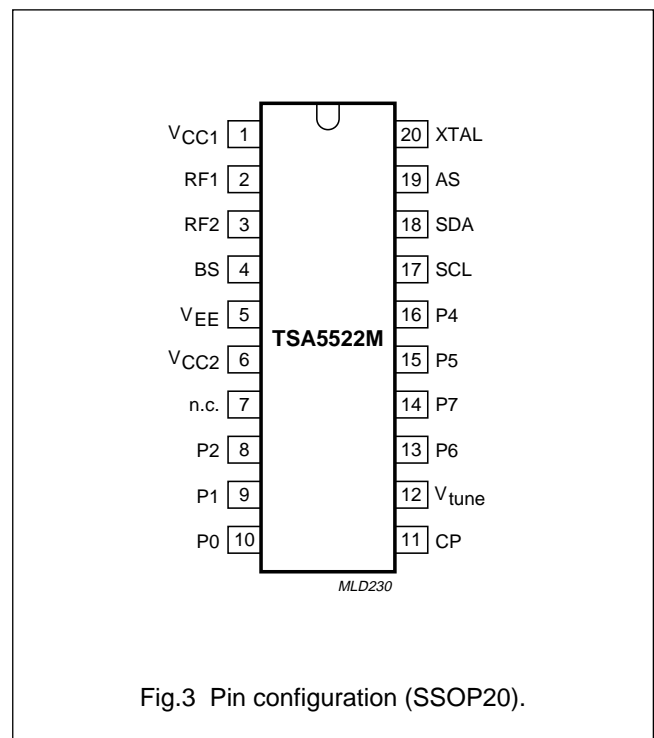 VCC1 1 20 XTAL
RF1 2 19 AS
RF2 3 18 SDA
BS 4 17 SCL
VEE 5 16 P4
TSA5522M
VCC2 6 15 P5
n.c. 7 14 P7
P2 8 13 P6
P1 9 12 Vtune
P0 10 11 CP
MLD230
Fig.3 Pin configuration (SSOP20).